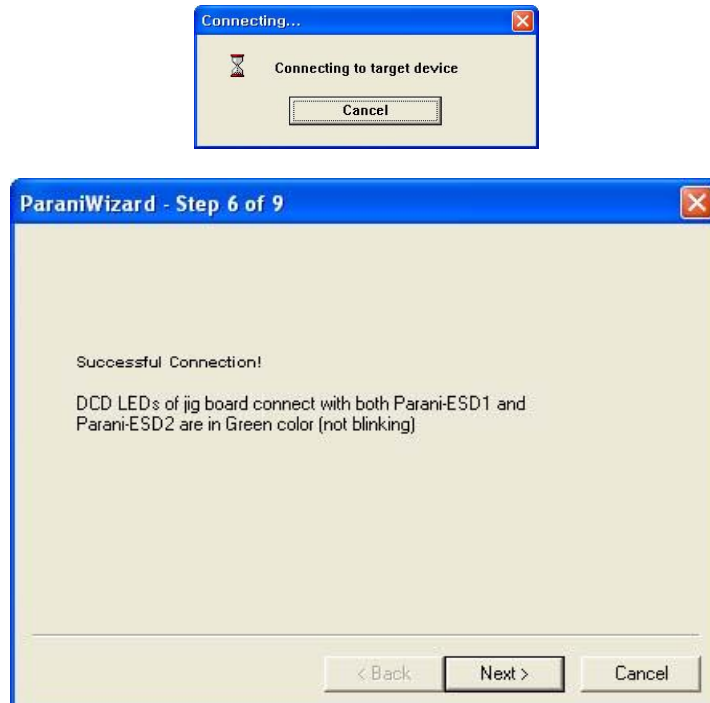 Connecting...
Connecting to target device
Cancel
ParaniWizard - Step 6 of 9
Successful Connection!
DCD LEDs of jig board connect with both Parani-ESD1 and
Parani-ESD2 are in Green color (not blinking)
< Back Next > Cancel